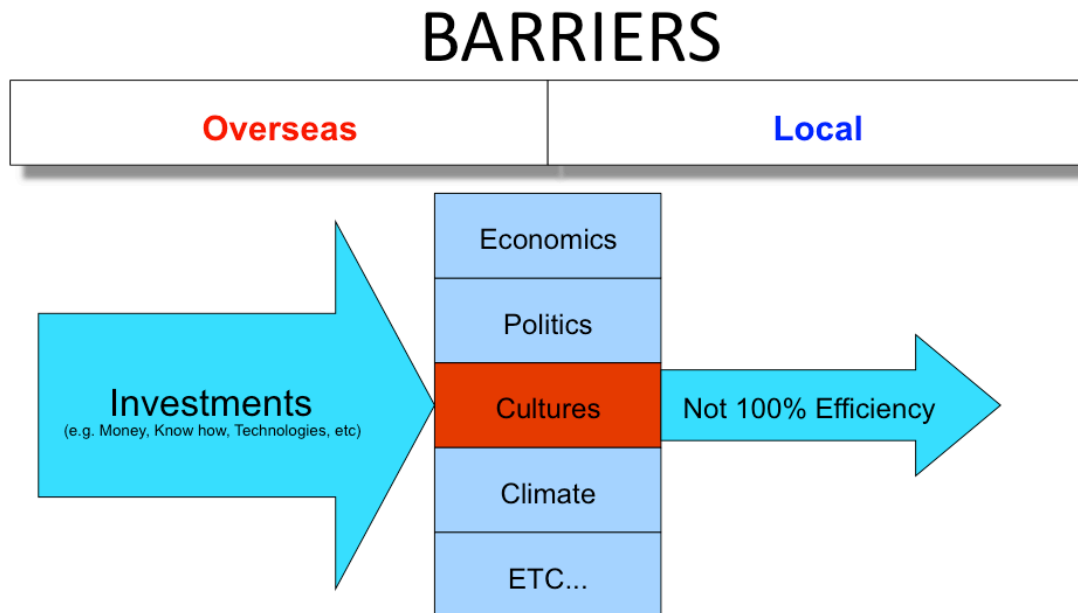 BARRIERS
Overseas
Local
Economics
Politics
Investments
(e.g. Money, Know how, Technologies, etc)
Cultures
Not 100% Efficiency
Climate
ETC...